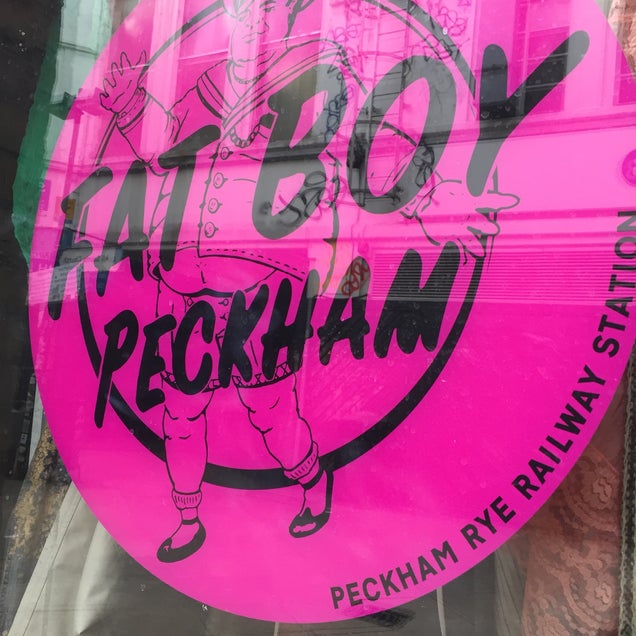 FAT BOY
PECKHAM
PECKHAM RYE RAILWAY STATION